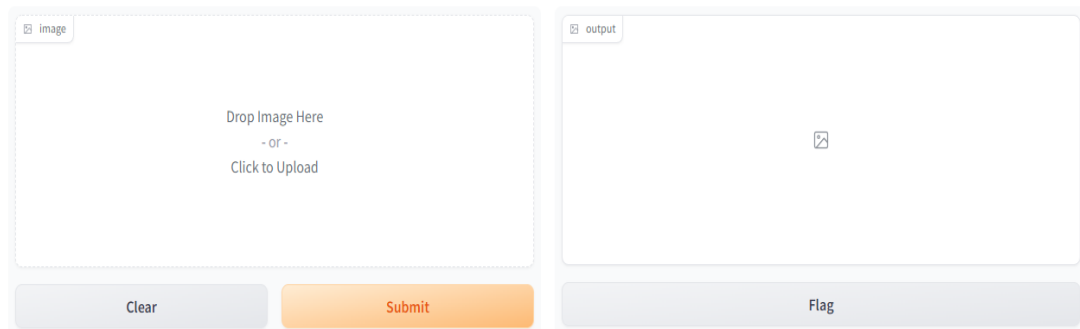 image
Drop Image Here
- or -
Click to Upload
Clear
Submit
output
Flag